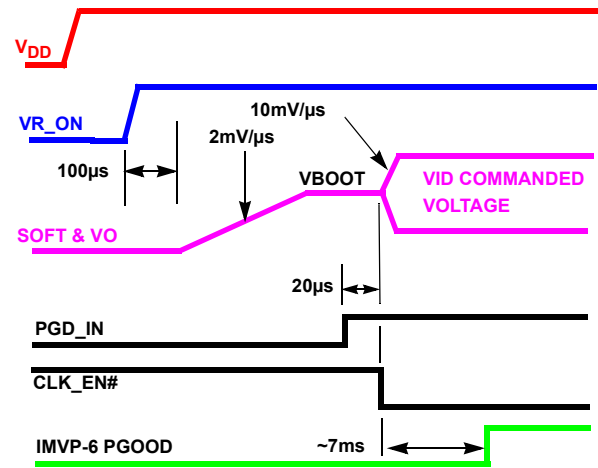 VDD
VR_ON
10mV/µs
2mV/µs
100µs
VBOOT
VID COMMANDED
VOLTAGE
SOFT & VO
20µs
PGD_IN
CLK_EN#
IMVP-6 PGOOD
~7ms